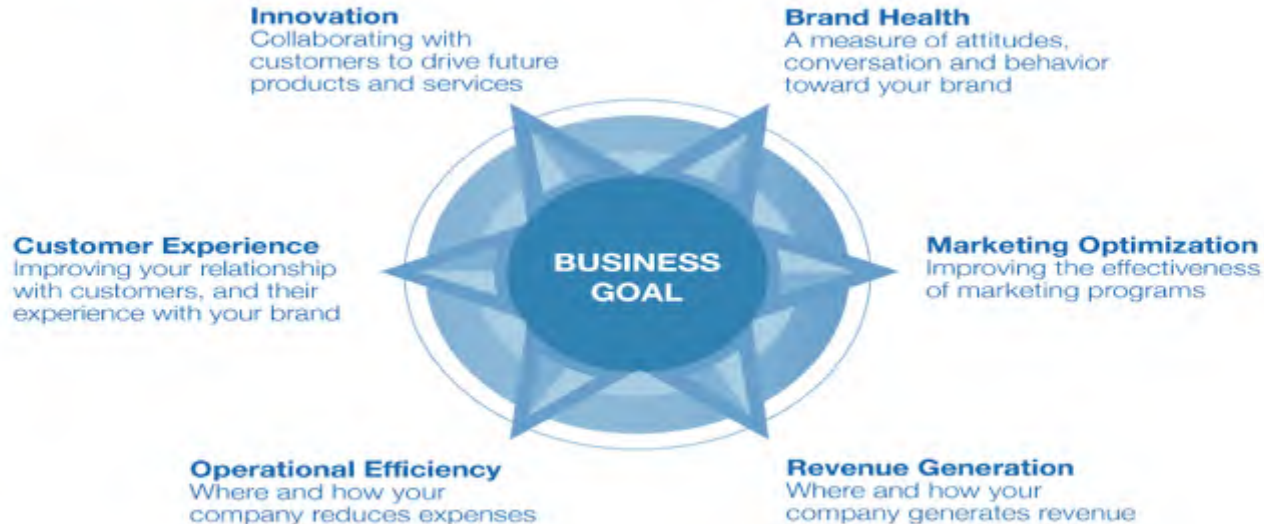 Innovation
Collaborating with
customers to drive future
products and services
Brand Health
A measure of attitudes,
conversation and behavior
toward your brand
Customer Experience
Improving your relationship
with customers, and their
experience with your brand
BUSINESS
GOAL
Marketing Optimization
Improving the effectiveness
of marketing programs
Operational Efficiency
Where and how your
company reduces expenses
Revenue Generation
Where and how your
company generates revenue